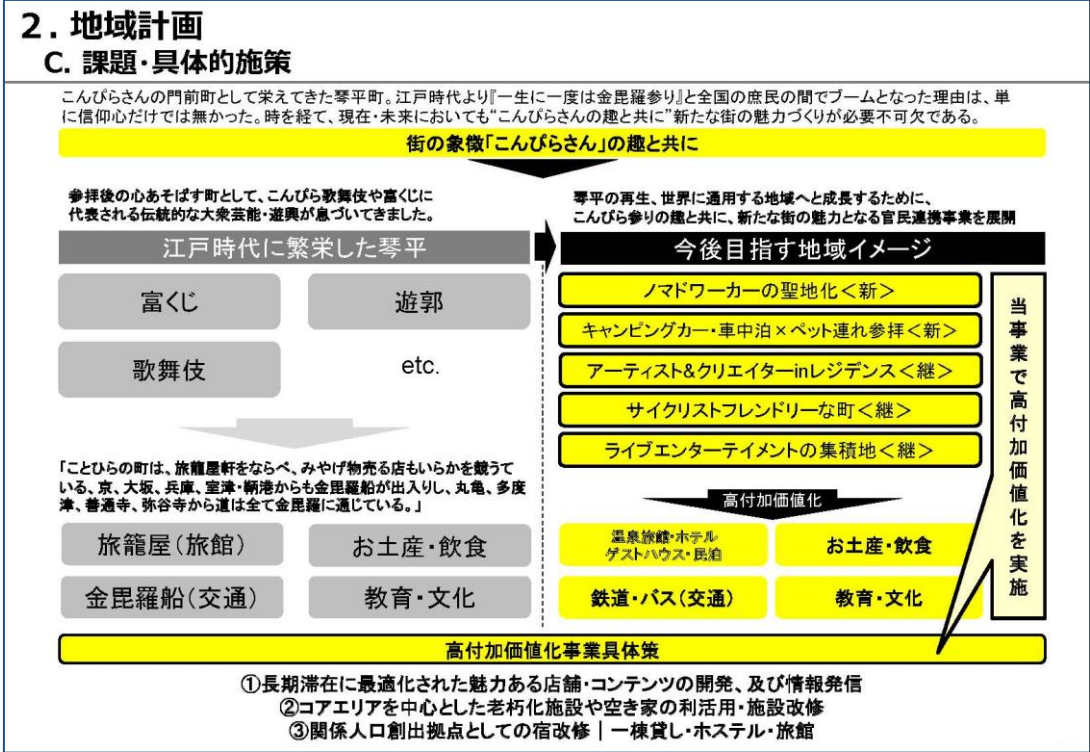 ２. 地域計画
C. 課題・具体的施策
こんぴらさんの門前町として栄えてきた琴平町。江戸時代より『一生に一度は金毘羅参り』と全国の庶民の間でブームとなった理由は、単
に信仰心だけでは無かった。時を経て、現在・未来においても“こんぴらさんの趣と共に”新たな街の魅力づくりが必要不可欠である。
街の象徴「こんぴらさん」の趣と共に
参拝後の心あそばす町として、こんぴら歌舞伎や富くじに
代表される伝統的な大衆芸能・遊興が息づいてきました。
江戸時代に繁栄した琴平
富くじ
遊郭
歌舞伎
etc.
「ことひらの町は、旅籠屋軒をならべ、みやげ物売る店もいらかを競うて
いる、京、大坂、兵庫、室津・鞆港からも金毘羅船が出入りし、丸亀、多度
津、善通寺、弥谷寺から道は全て金毘羅に通じている。」
旅籠屋（旅館）
お土産・飲食
金毘羅船（交通）
教育・文化
琴平の再生、世界に通用する地域へと成長するために、
こんぴら参りの趣と共に、新たな街の魅力となる官民連携事業を展開
今後目指す地域イメージ
ノマドワーカーの聖地化＜新＞
キャンピングカー・車中泊×ペット連れ参拝＜新＞
アーティスト&クリエイターinレジデンス＜継＞
サイクリストフレンドリーな町＜継＞
ライブエンターテイメントの集積地＜継＞
高付加価値化
温泉旅館・ホテル
ゲストハウス・民泊
お土産・飲食
鉄道・バス（交通）
教育・文化
当事業で高付加価値化を実施
高付加価値化事業具体策
①長期滞在に最適化された魅力ある店舗・コンテンツの開発、及び情報発信
②コアエリアを中心とした老朽化施設や空き家の利活用・施設改修
③関係人口創出拠点としての宿改修｜一棟貸し・ホステル・旅館